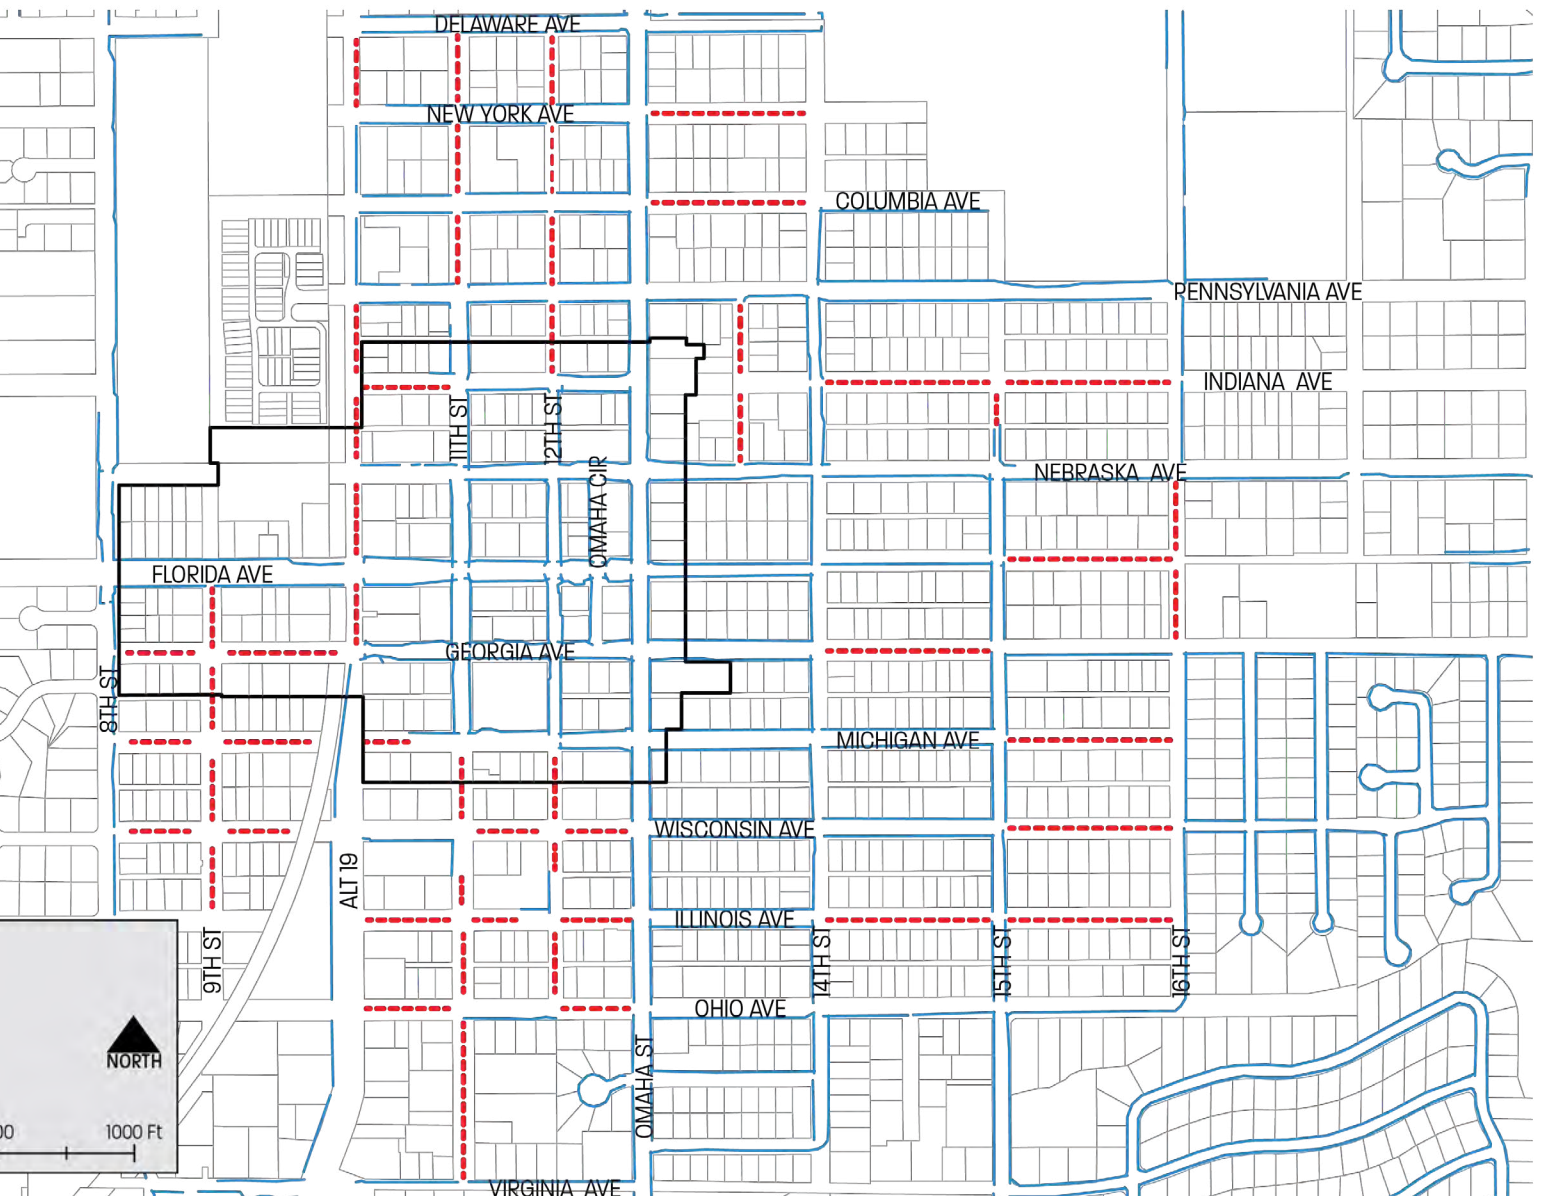 DELAWARE AVE
NEW YORK AVE
COLUMBIA AVE
PENNSYLVANIA AVE
INDIANA AVE
11TH ST
12TH ST
NEBRASKA AVE
OMAHA CIR
FLORIDA AVE
GEORGIA AVE
8TH ST
MICHIGAN AVE
WISCONSIN AVE
ALT 19
ILLINOIS AVE
9TH ST
14TH ST
15TH ST
16TH ST
OHIO AVE
NORTH
OMAHA ST
00
1000 Ft
VIRGINIA AVE